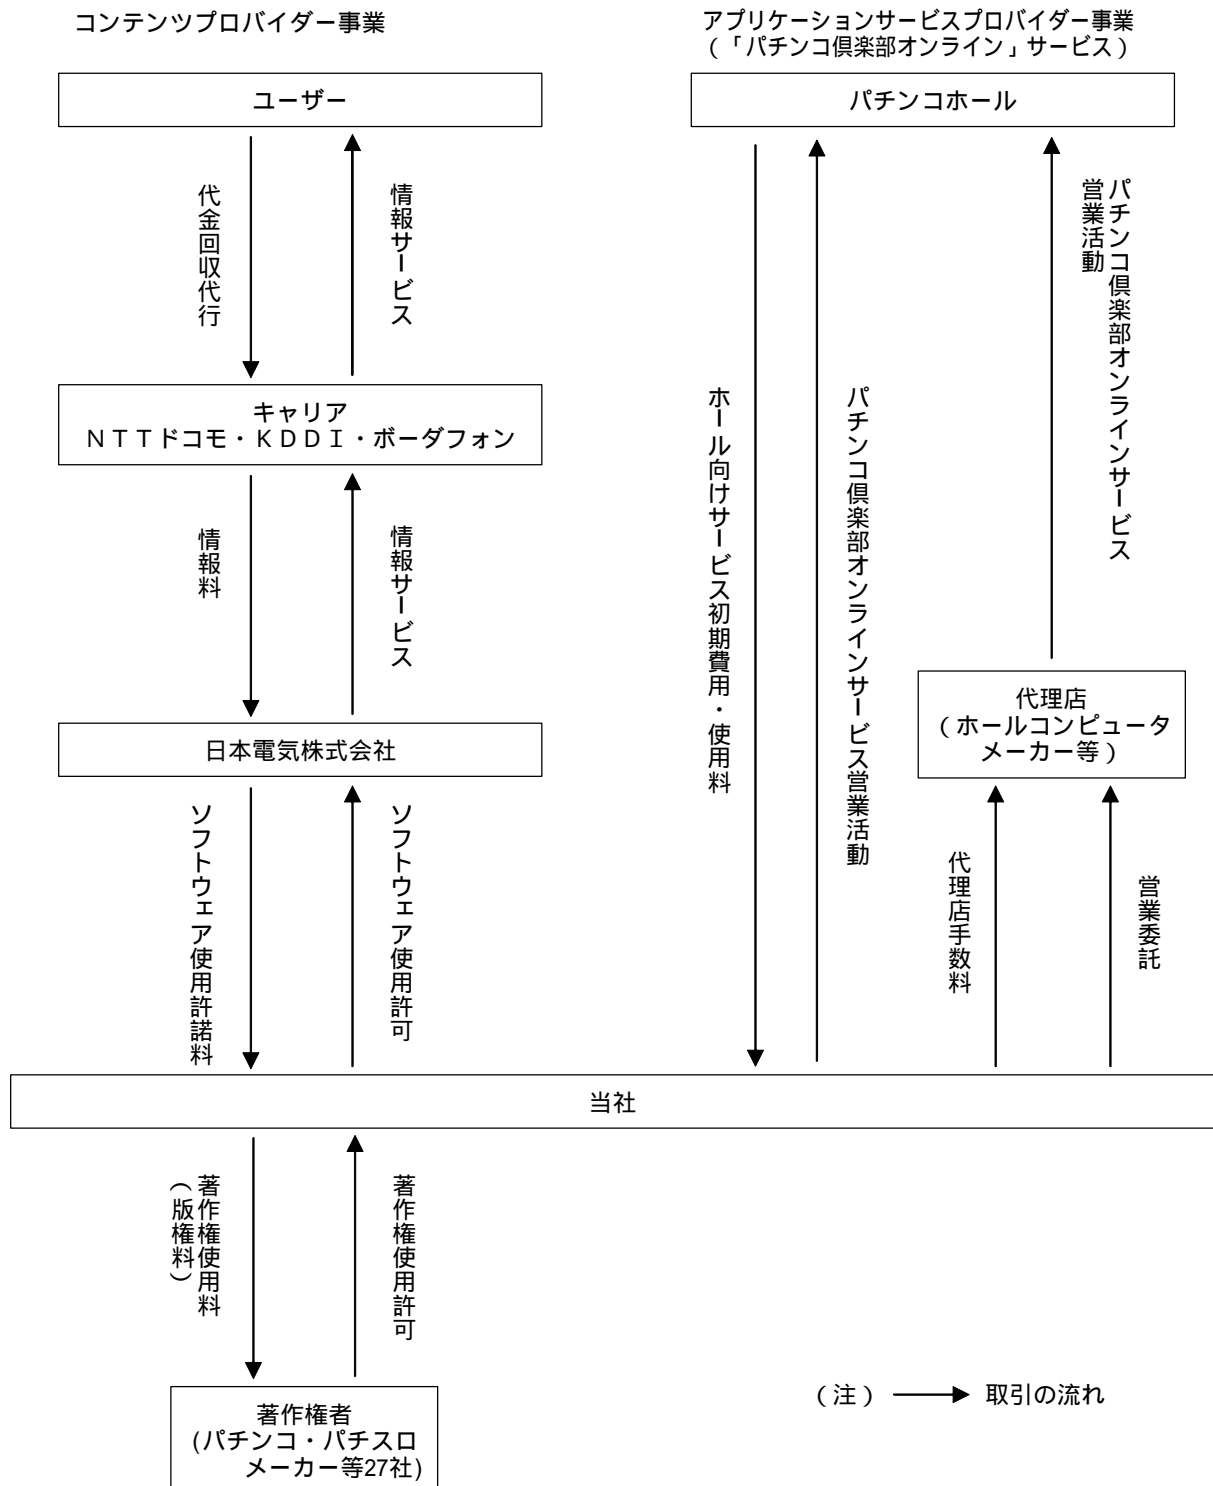 コンテンツプロバイダー事業
アプリケーションサービスプロバイダー事業
（「パチンコ倶楽部オンライン」サービス）
ユーザー
パチンコホール
代金回収代行
情報サービス
パチンコ倶楽部オンラインサービス
営業活動
キャリア
ＮＴＴドコモ・ＫＤＤＩ・ボーダフォン
ホール向けサービス初期費用・使用料
パチンコ倶楽部オンラインサービス営業活動
情報料
情報サービス
代理店
（ホールコンピュータ
メーカー等）
日本電気株式会社
ソフトウェア使用許諾料
ソフトウェア使用許可
代理店手数料
営業委託
当社
著作権使用料
（版権料）
著作権使用許可
著作権者
(パチンコ・パチスロ
メーカー等27社)
（注） 取引の流れ